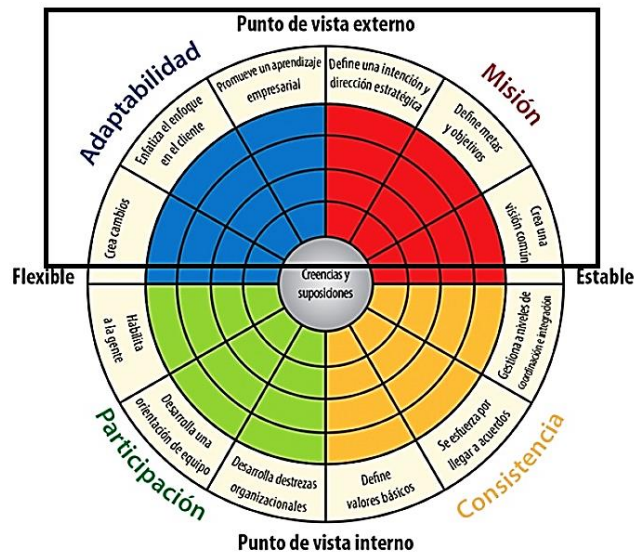 Punto de vista externo
Adaptabilidad
Misión
Promueve un aprendizaje
empresarial
Define una intención y
dirección estratégica
Enfatiza el enfoque
en el cliente
Define metas
y objetivos
Crea cambios
Crea una
visión común
Flexible
Creencias y
suposiciones
Estable
Habilita
a la gente
Gestiona a niveles de
coordinación e integración
Desarrolla una
orientación de equipo
Se esfuerza por
llegar a acuerdos
Desarrolla destrezas
organizacionales
Define
valores básicos
Participación
Consistencia
Punto de vista interno